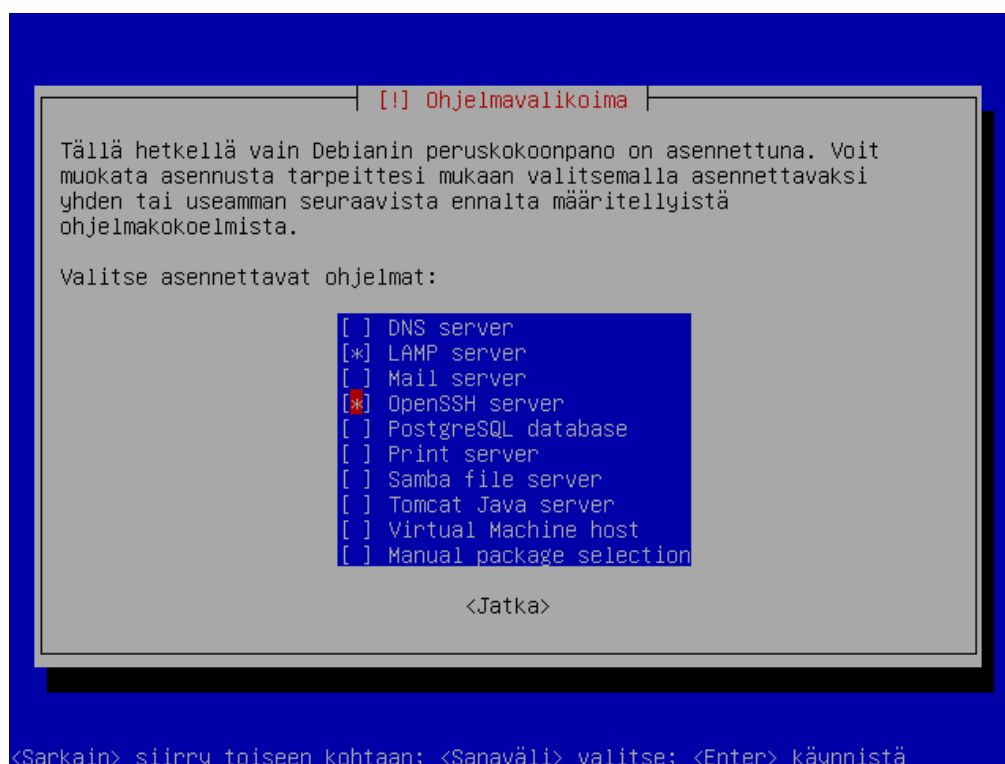 [!] Ohjelmavalikoima
Tällä hetkellä vain Debianin peruskokoonpano on asennettuna. Voit
muokata asennusta tarpeittesi mukaan valitsemalla asennettavaksi
yhden tai useamman seuraavista ennalta määritellyistä
ohjelmakokoelmista.
Valitse asennettavat ohjelmat:
[ ] DNS server
[*] LAMP server
[ ] Mail server
[*] OpenSSH server
[ ] PostgreSQL database
[ ] Print server
[ ] Samba file server
[ ] Tomcat Java server
[ ] Virtual Machine host
[ ] Manual package selection
<Jatka>
<Sarkain> siirry toiseen kohtaan; <Sanaväli> valitse; <Enter> käynnistä